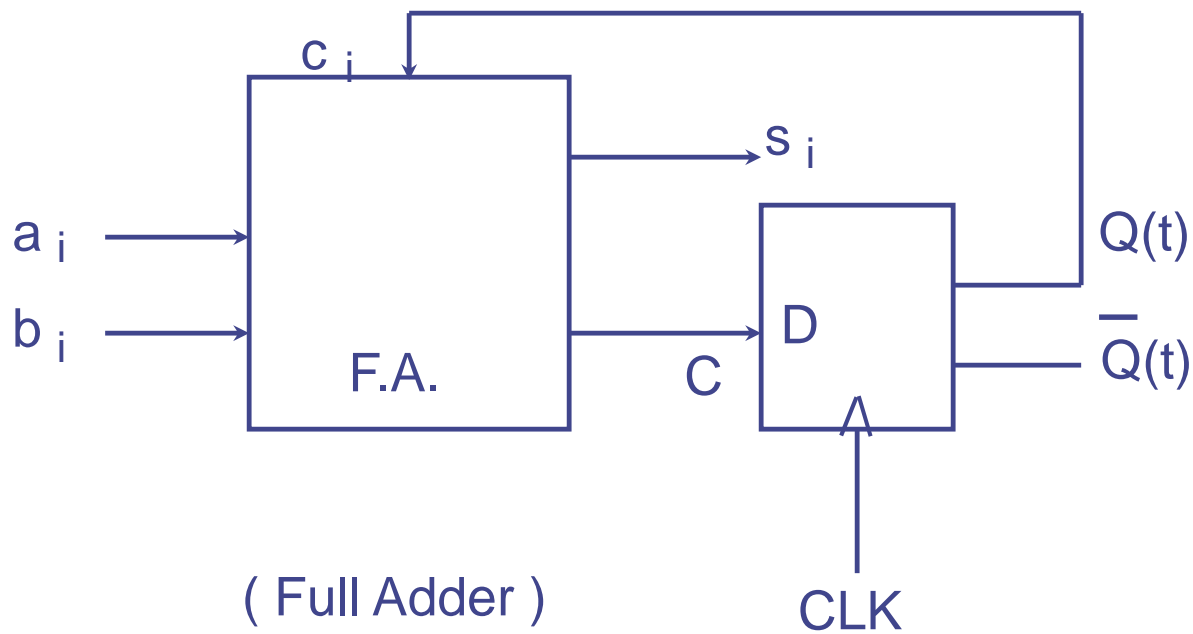 c i
s i
a i
Q(t)
b i
D
Q̅(t)
F.A.
C
( Full Adder )
CLK